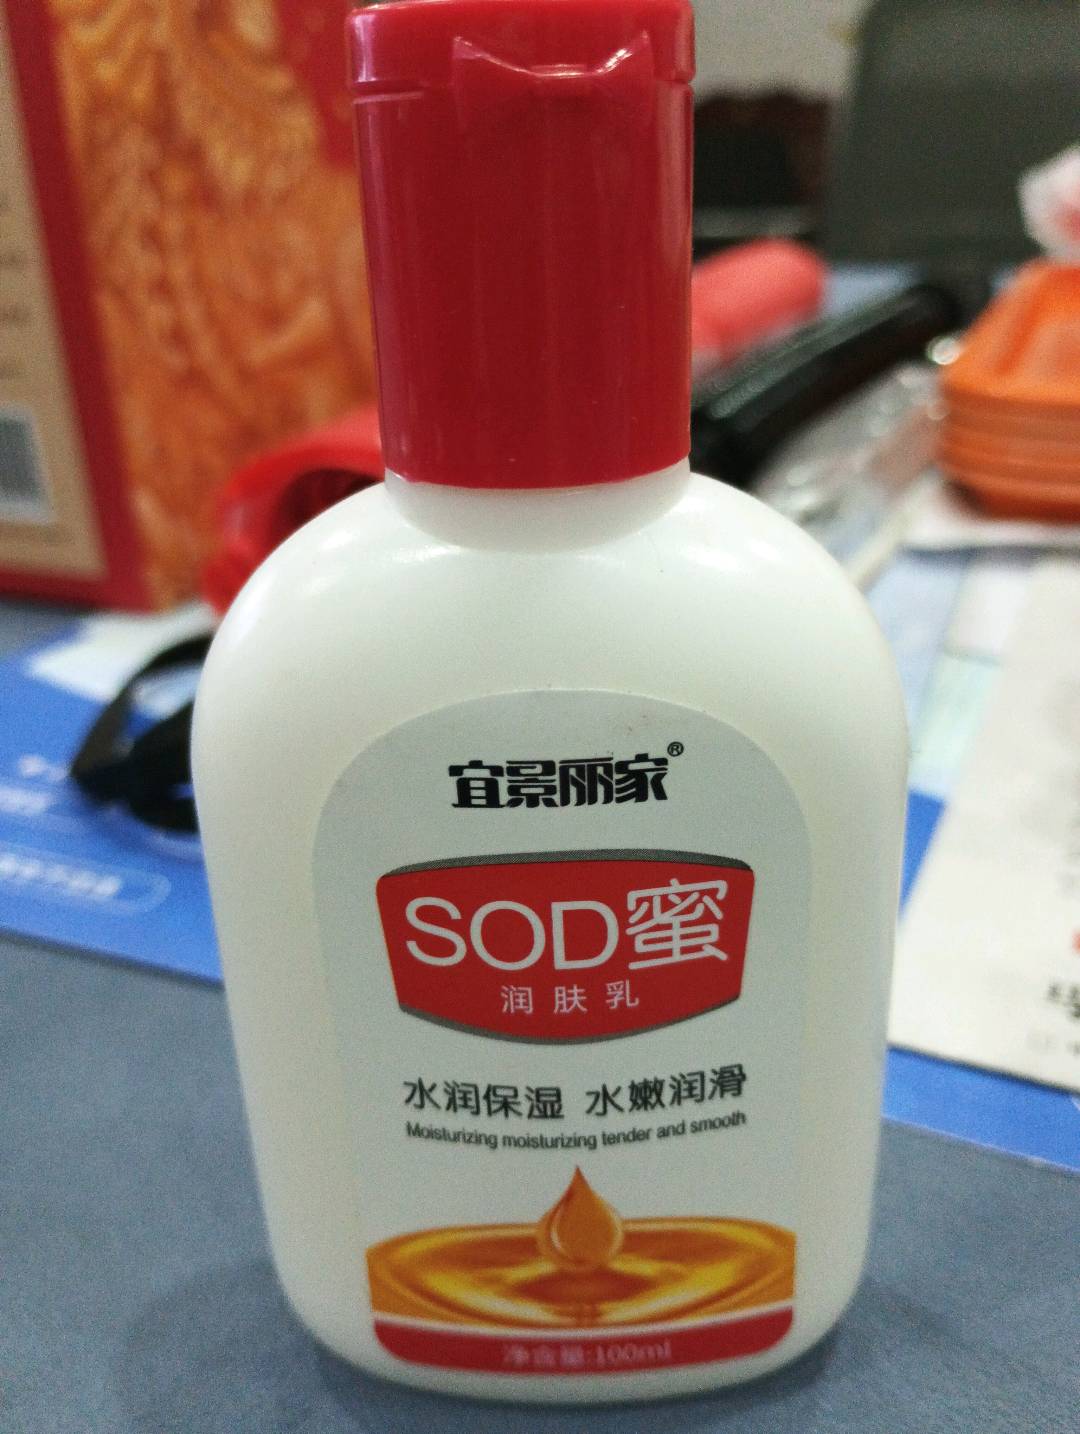 宜景丽家®
SOD蜜
润肤乳
水润保湿 水嫩润滑
Moisturizing moisturizing tender and smooth
净含量:100ml